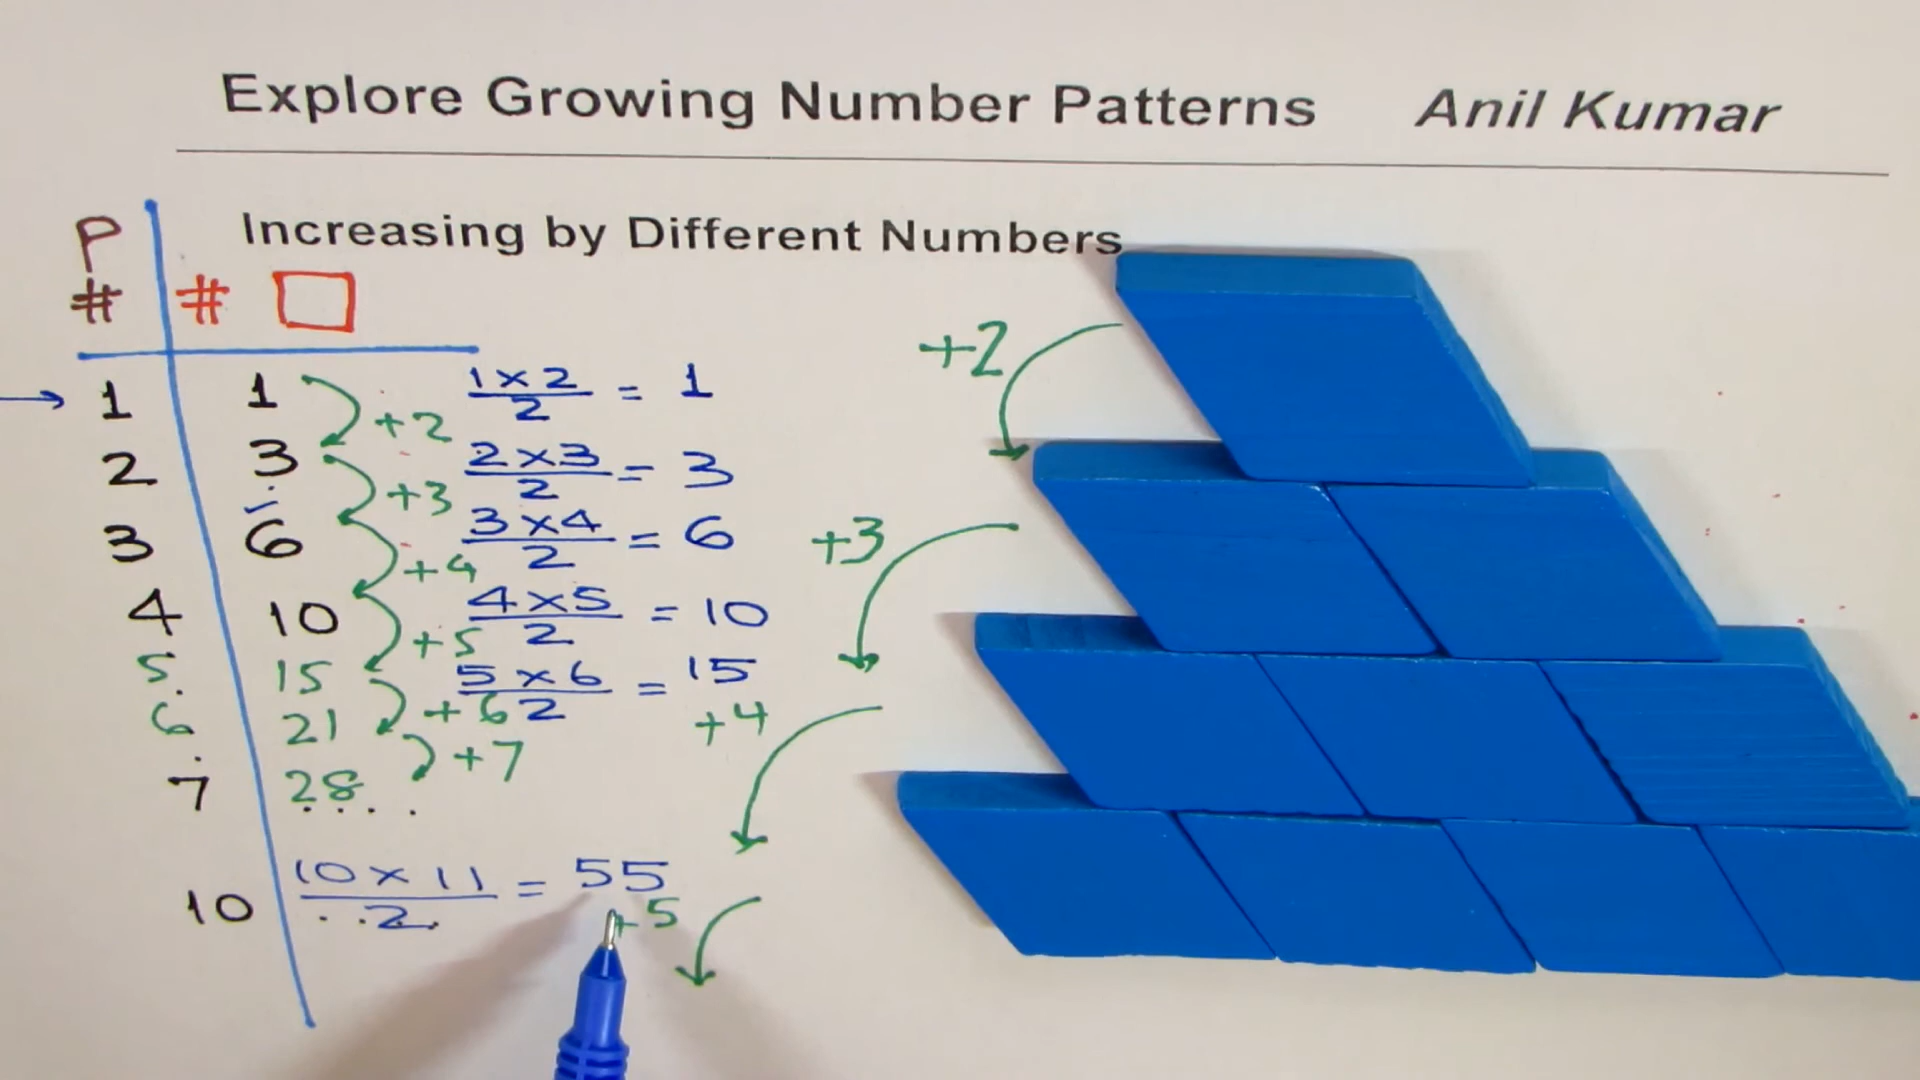 Explore Growing Number Patterns Anil Kumar
Increasing by Different Numbers
P
# #
1 1 +2 1 x 2 / 2 = 1 +2
2 3 +3 2 x 3 / 2 = 3
3 6 +4 3 x 4 / 2 = 6 +3
4 10 +5 4 x 5 / 2 = 10
5. 15 +6 5 x 6 / 2 = 15
6 21 +7 +4
7 28 . .
10 10 x 11 / 2 = 55
+5